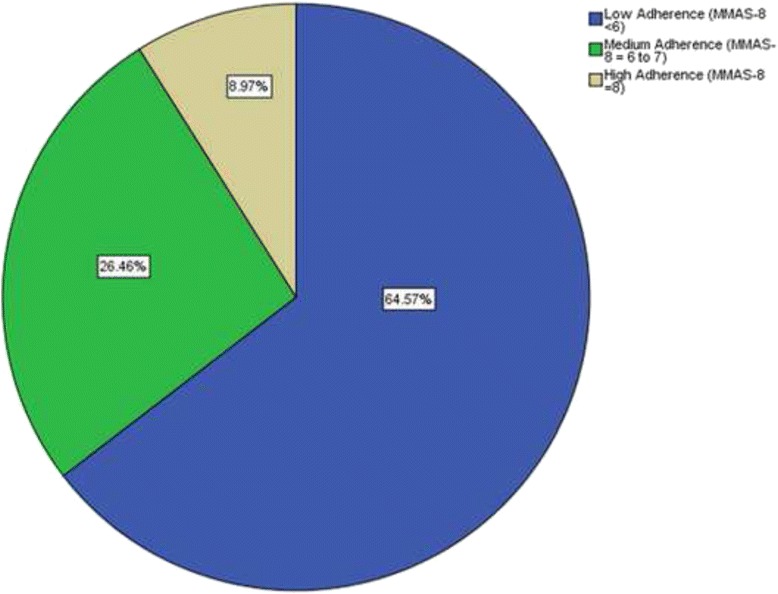 Low Adherence (MMAS-8
<6)
Medium Adherence (MMAS-
8 = 6 to 7)
High Adherence (MMAS-8
=8)
8.97%
26.46%
64.57%